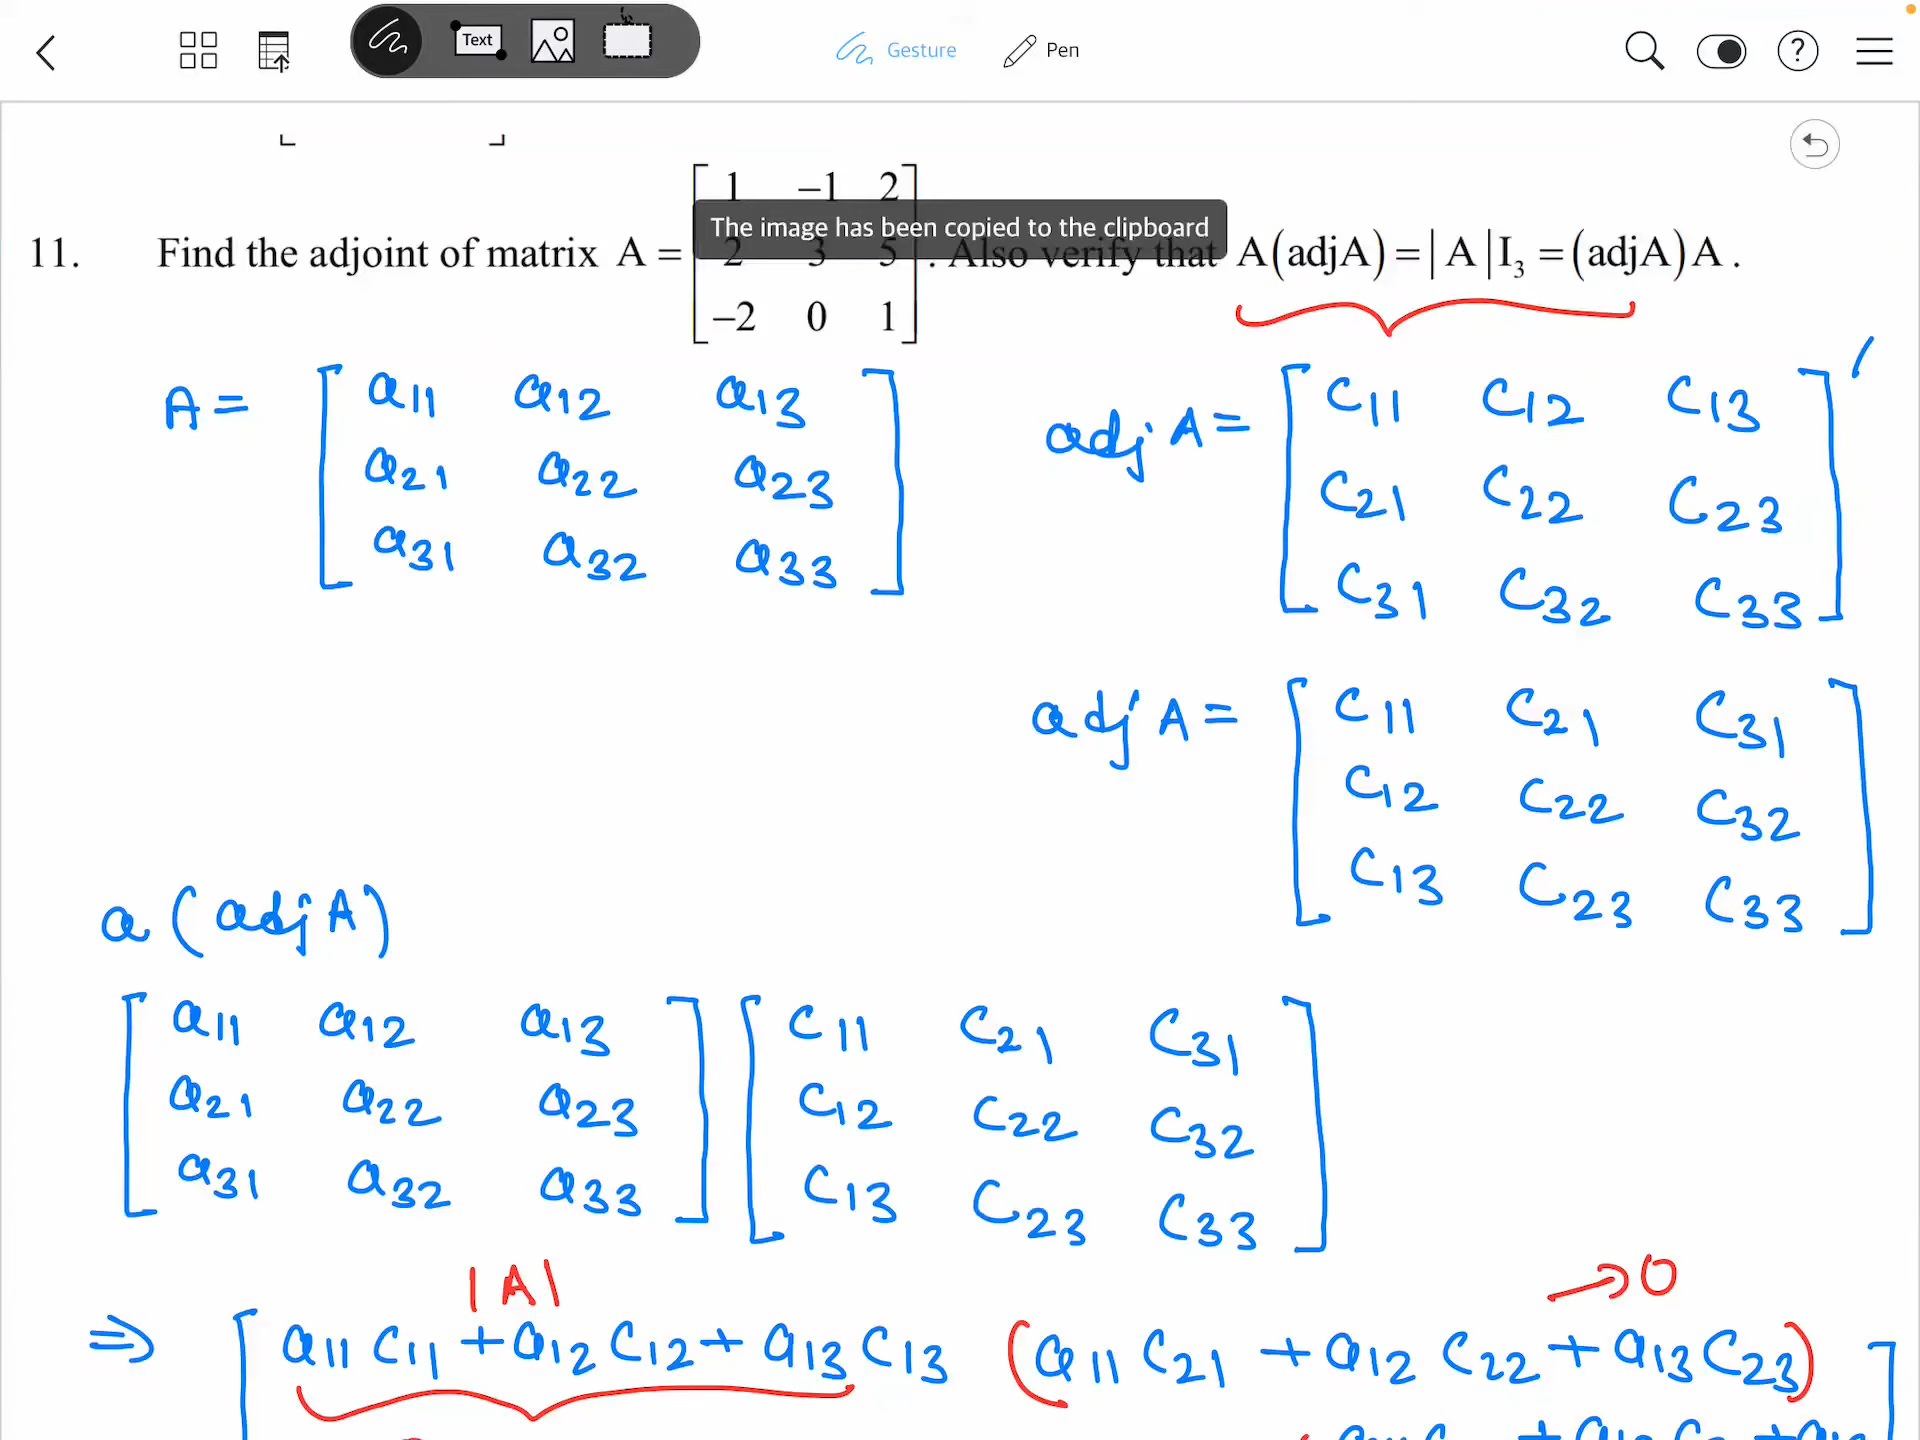 Text
Gesture
Pen
The image has been copied to the clipboard
11. Find the adjoint of matrix A = [1 −1 2
2 3 5
−2 0 1]. Also verify that A(adjA) = |A|I₃ = (adjA)A.
A = [a11 a12 a13
a21 a22 a23
a31 a32 a33]
adj A = [C11 C12 C13
C21 C22 C23
C31 C32 C33]′
adj A = [C11 C21 C31
C12 C22 C32
C13 C23 C33]
a (adj A)
[a11 a12 a13] [C11 C21 C31]
[a21 a22 a23] [C12 C22 C32]
[a31 a32 a33] [C13 C23 C33]
|A| → 0
⇒ [a11 C11 + a12 C12 + a13 C13 (a11 C21 + a12 C22 + a13 C23)